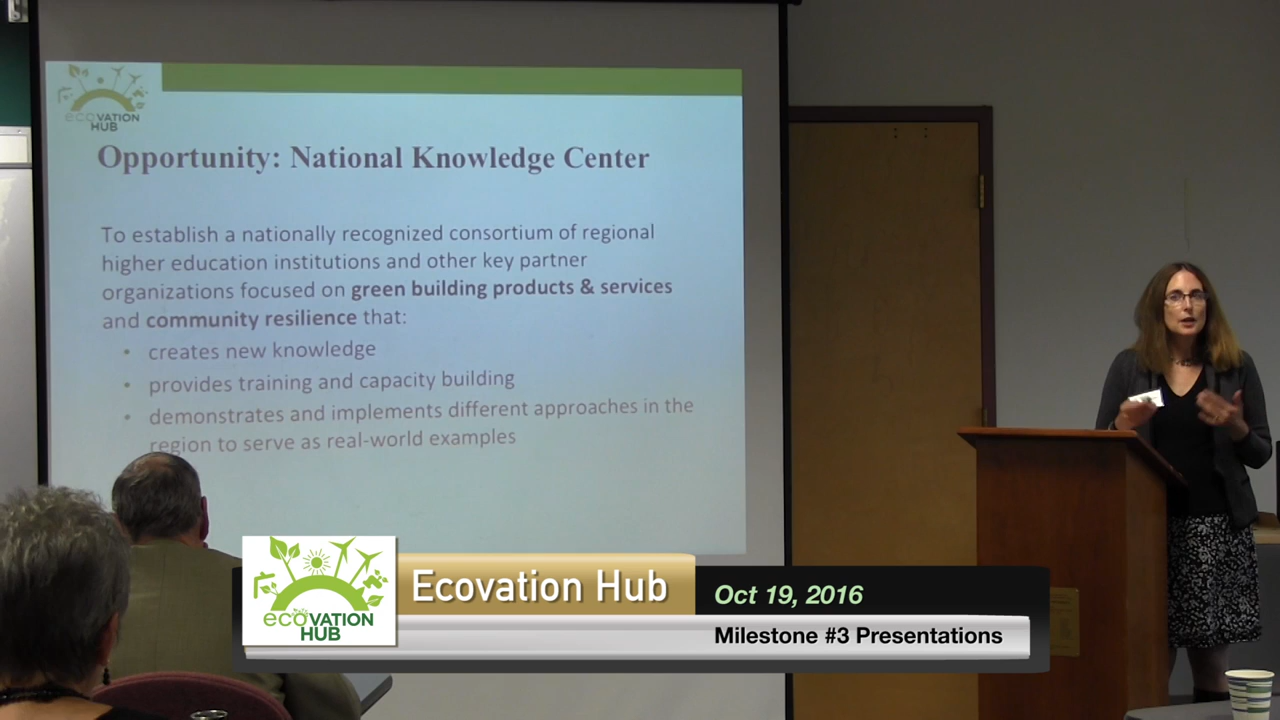 ecoVATION
HUB
Opportunity: National Knowledge Center
To establish a nationally recognized consortium of regional
higher education institutions and other key partner
organizations focused on green building products & services
and community resilience that:
• creates new knowledge
• provides training and capacity building
• demonstrates and implements different approaches in the
region to serve as real-world examples
ecoVATION
HUB
Ecovation Hub
Oct 19, 2016
Milestone #3 Presentations